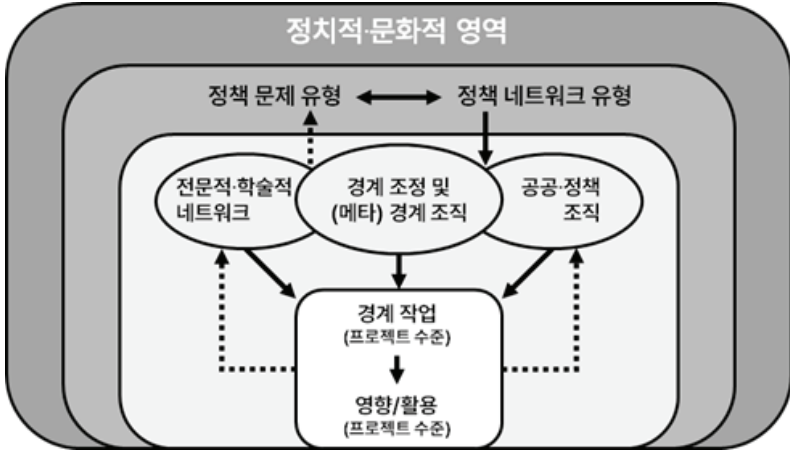 정치적·문화적 영역
정책 문제 유형
정책 네트워크 유형
전문적·학술적
네트워크
경계 조정 및
(메타) 경계 조직
공공·정책
조직
경계 작업
(프로젝트 수준)
영향/활용
(프로젝트 수준)